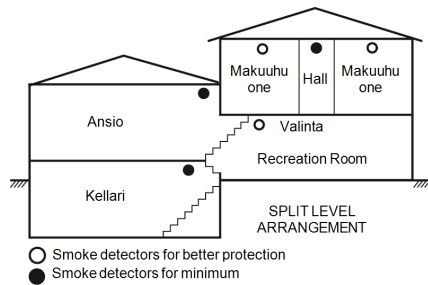 Makuuhu
one
Hall
Makuuhu
one
Ansio
Valinta
Recreation Room
Kellari
SPLIT LEVEL
ARRANGEMENT
Smoke detectors for better protection
Smoke detectors for minimum